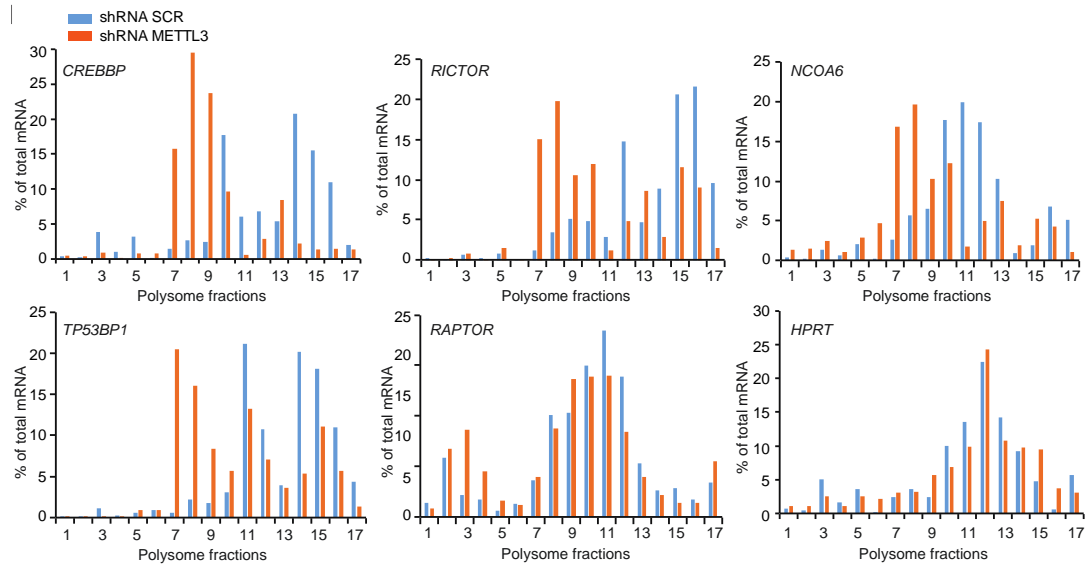 shRNA SCR
shRNA METTL3
CREBBP
% of total mRNA
30
25
20
15
10
5
0
1 3 5 7 9 11 13 15 17
Polysome fractions
RICTOR
% of total mRNA
25
20
15
10
5
0
1 3 5 7 9 11 13 15 17
Polysome fractions
NCOA6
% of total mRNA
25
20
15
10
5
0
1 3 5 7 9 11 13 15 17
Polysome fractions
TP53BP1
% of total mRNA
25
20
15
10
5
0
1 3 5 7 9 11 13 15 17
Polysome fractions
RAPTOR
% of total mRNA
25
20
15
10
5
0
1 3 5 7 9 11 13 15 17
Polysome fractions
HPRT
% of total mRNA
30
25
20
15
10
5
0
1 3 5 7 9 11 13 15 17
Polysome fractions